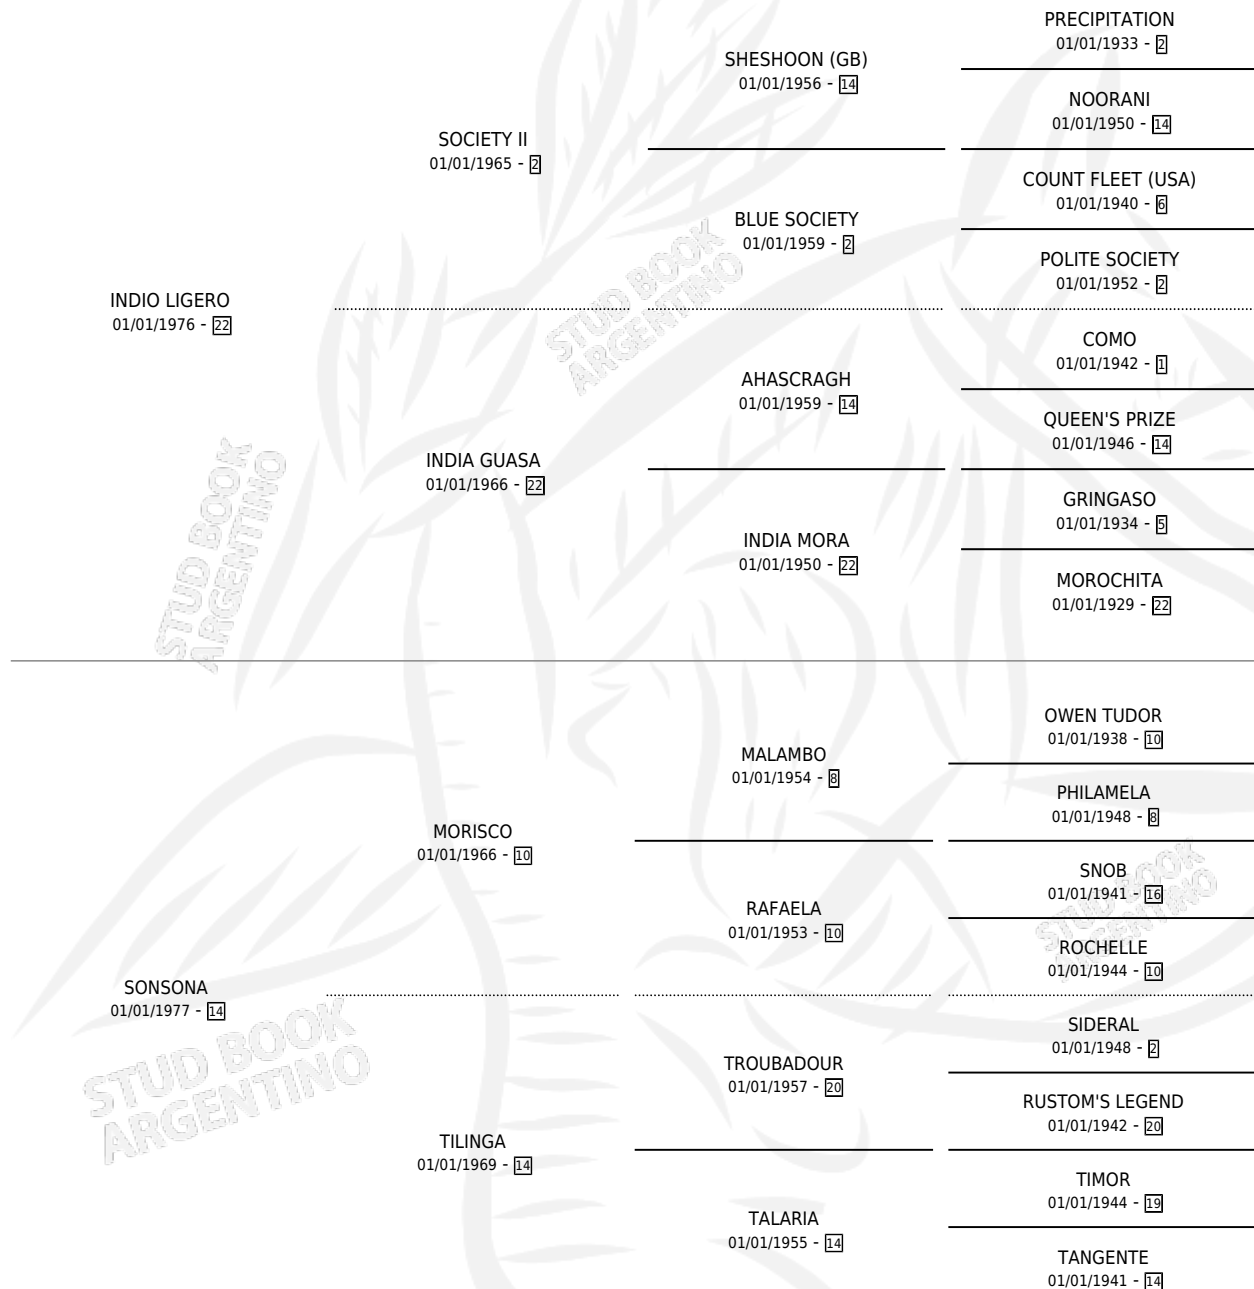 PRECIPITATION
01/01/1933 - 2
SHESHOON (GB)
01/01/1956 - 14
NOORANI
01/01/1950 - 14
SOCIETY II
01/01/1965 - 2
COUNT FLEET (USA)
01/01/1940 - 6
BLUE SOCIETY
01/01/1959 - 2
POLITE SOCIETY
01/01/1952 - 2
INDIO LIGERO
01/01/1976 - 22
COMO
01/01/1942 - 1
AHASCRAGH
01/01/1959 - 14
QUEEN'S PRIZE
01/01/1946 - 14
INDIA GUASA
01/01/1966 - 22
GRINGASO
01/01/1934 - 5
INDIA MORA
01/01/1950 - 22
MOROCHITA
01/01/1929 - 22
OWEN TUDOR
01/01/1938 - 10
MALAMBO
01/01/1954 - 8
PHILAMELA
01/01/1948 - 8
MORISCO
01/01/1966 - 10
SNOB
01/01/1941 - 16
RAFAELA
01/01/1953 - 10
ROCHELLE
01/01/1944 - 10
SONSONA
01/01/1977 - 14
SIDERAL
01/01/1948 - 2
TROUBADOUR
01/01/1957 - 20
RUSTOM'S LEGEND
01/01/1942 - 20
TILINGA
01/01/1969 - 14
TIMOR
01/01/1944 - 19
TALARIA
01/01/1955 - 14
TANGENTE
01/01/1941 - 14
STUD BOOK
ARGENTINO
STUD BOOK
ARGENTINO
STUD BOOK
ARGENTINO
STUD BOOK
ARGENTINO